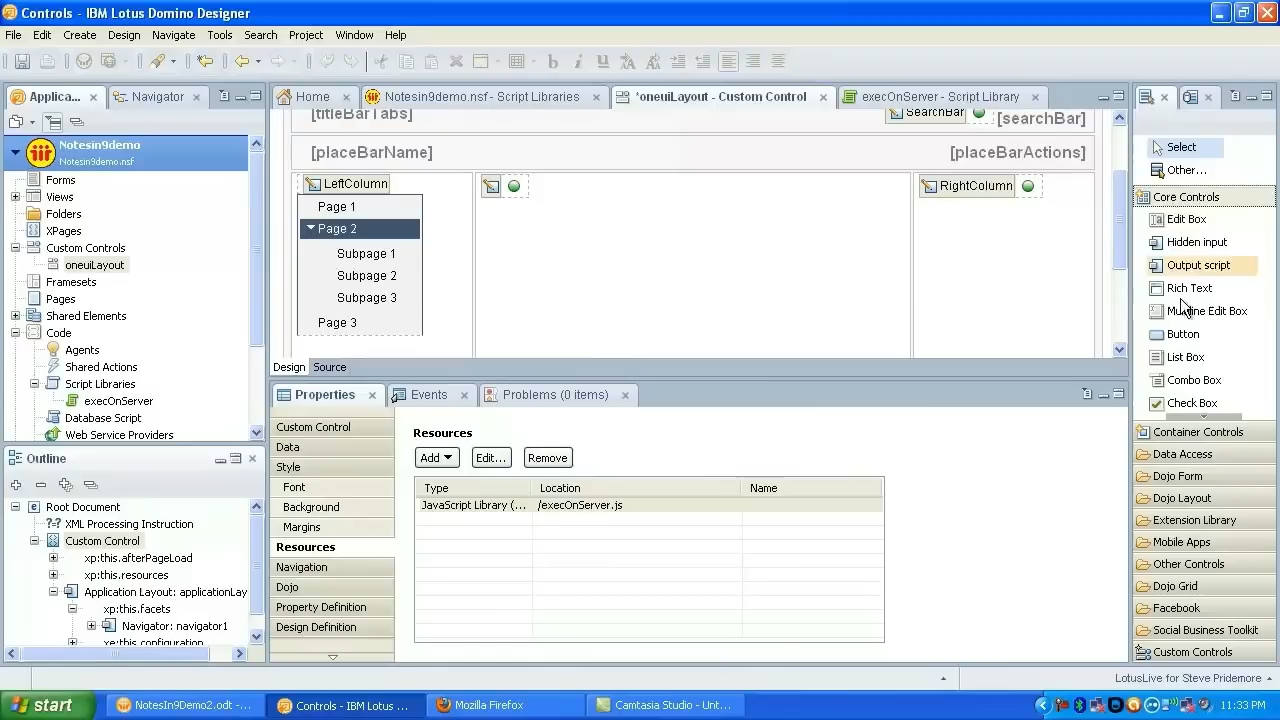 Controls - IBM Lotus Domino Designer
File Edit Create Design Navigate Tools Search Project Window Help
Applica... Navigator
Notesin9demo
Notesin9demo.nsf
Forms
Views
Folders
XPages
Custom Controls
oneuiLayout
Framesets
Pages
Shared Elements
Code
Agents
Shared Actions
Script Libraries
execOnServer
Database Script
Web Service Providers
Outline
Root Document
XML Processing Instruction
Custom Control
xp:this.afterPageLoad
xp:this.resources
Application Layout: applicationLay
xp:this.facets
Navigator: navigator1
xe:this.configuration
Home Notesin9demo.nsf - Script Libraries *oneuiLayout - Custom Control execOnServer - Script Library
[titleBarTabs] SearchBar [searchBar]
[placeBarName] [placeBarActions]
LeftColumn RightColumn
Page 1
Page 2
Subpage 1
Subpage 2
Subpage 3
Page 3
Design Source
Properties Events Problems (0 items)
Custom Control
Data
Style
Font
Background
Margins
Resources
Navigation
Dojo
Property Definition
Design Definition
Resources
Add Edit... Remove
Type Location Name
JavaScript Library (... /execOnServer.js
Select
Other...
Core Controls
Edit Box
Hidden input
Output script
Rich Text
Edit Box
Button
List Box
Combo Box
Check Box
Container Controls
Data Access
Dojo Form
Dojo Layout
Extension Library
Mobile Apps
Other Controls
Dojo Grid
Facebook
Social Business Toolkit
Custom Controls
LotusLive for Steve Pridemore
start NotesIn9Demo2.odt -... Controls - IBM Lotus ... Mozilla Firefox Camtasia Studio - Unt... 11:33 PM